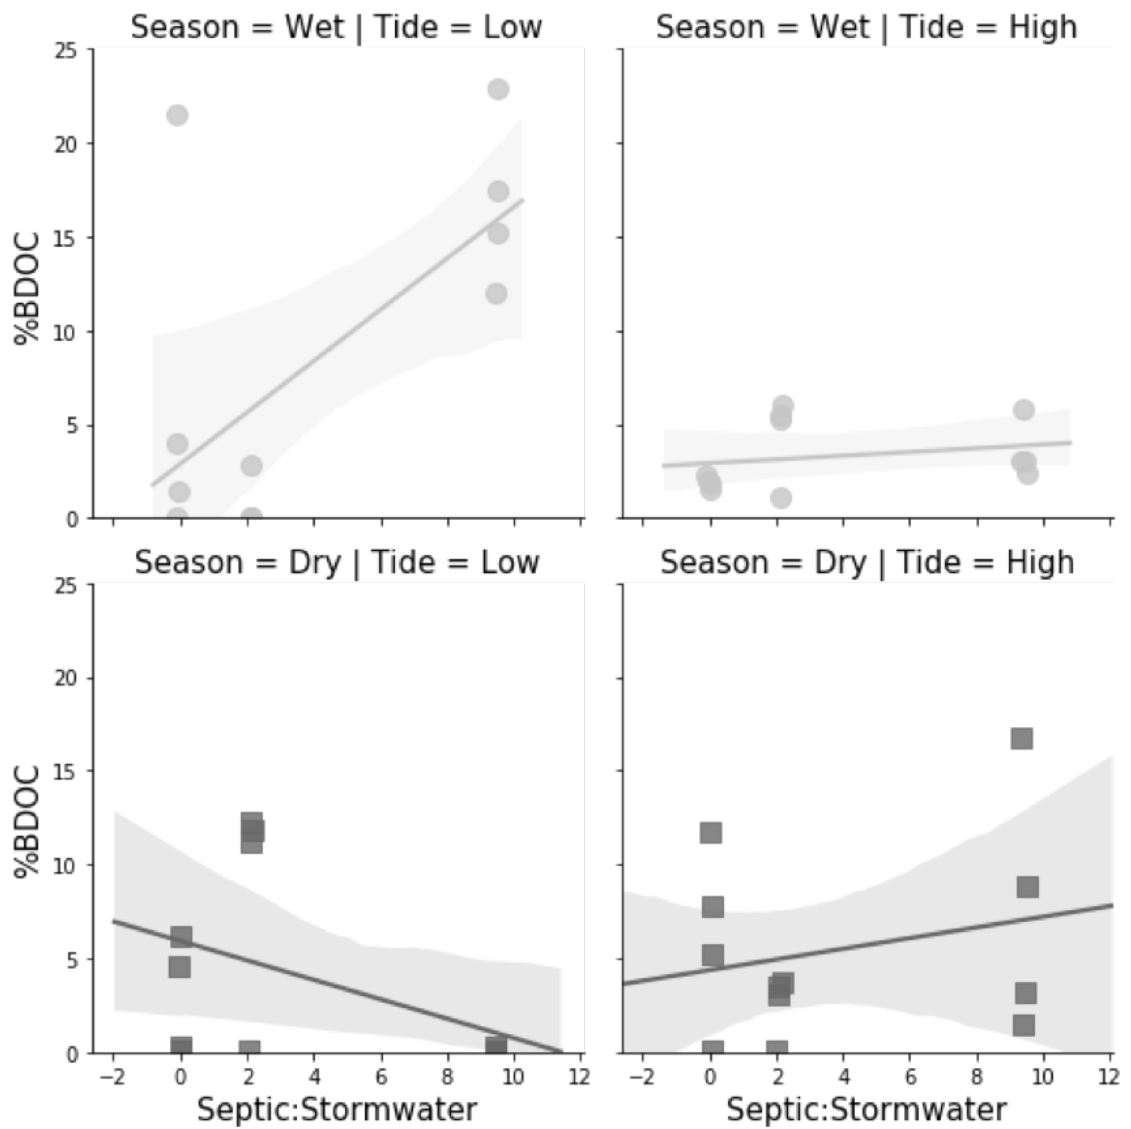 Season = Wet | Tide = Low
Season = Wet | Tide = High
25
20
15
10
5
0
%BDOC
Season = Dry | Tide = Low
Season = Dry | Tide = High
25
20
15
10
5
0
%BDOC
−2 0 2 4 6 8 10 12
−2 0 2 4 6 8 10 12
Septic:Stormwater
Septic:Stormwater